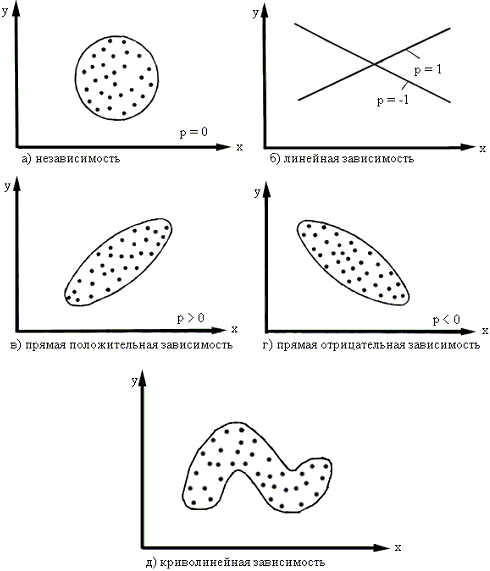 y
y
p = 1
p = -1
p = 0
x
x
а) независимость
б) линейная зависимость
y
y
p > 0
p < 0
x
x
в) прямая положительная зависимость
г) прямая отрицательная зависимость
y
x
д) криволинейная зависимость